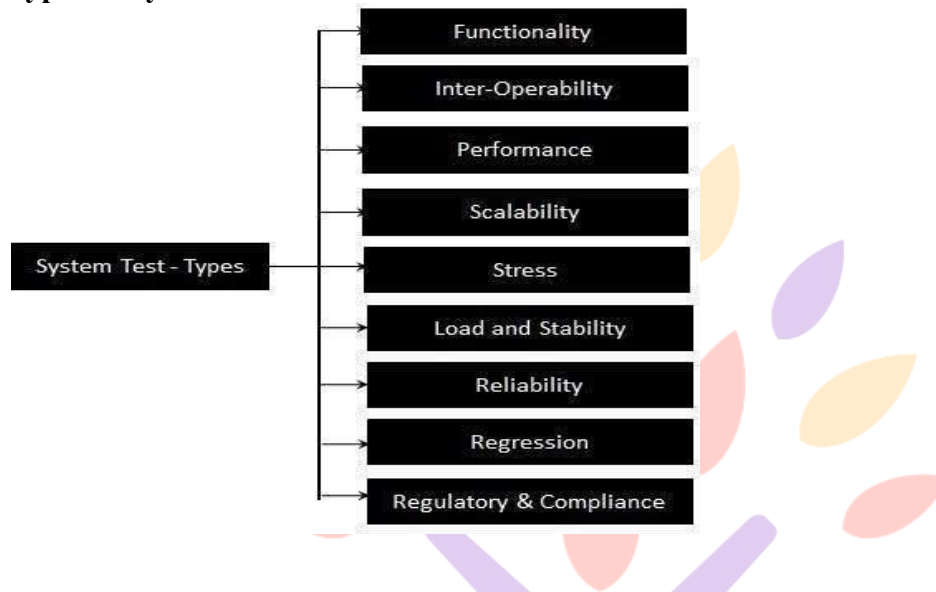 System Test - Types
Functionality
Inter-Operability
Performance
Scalability
Stress
Load and Stability
Reliability
Regression
Regulatory & Compliance